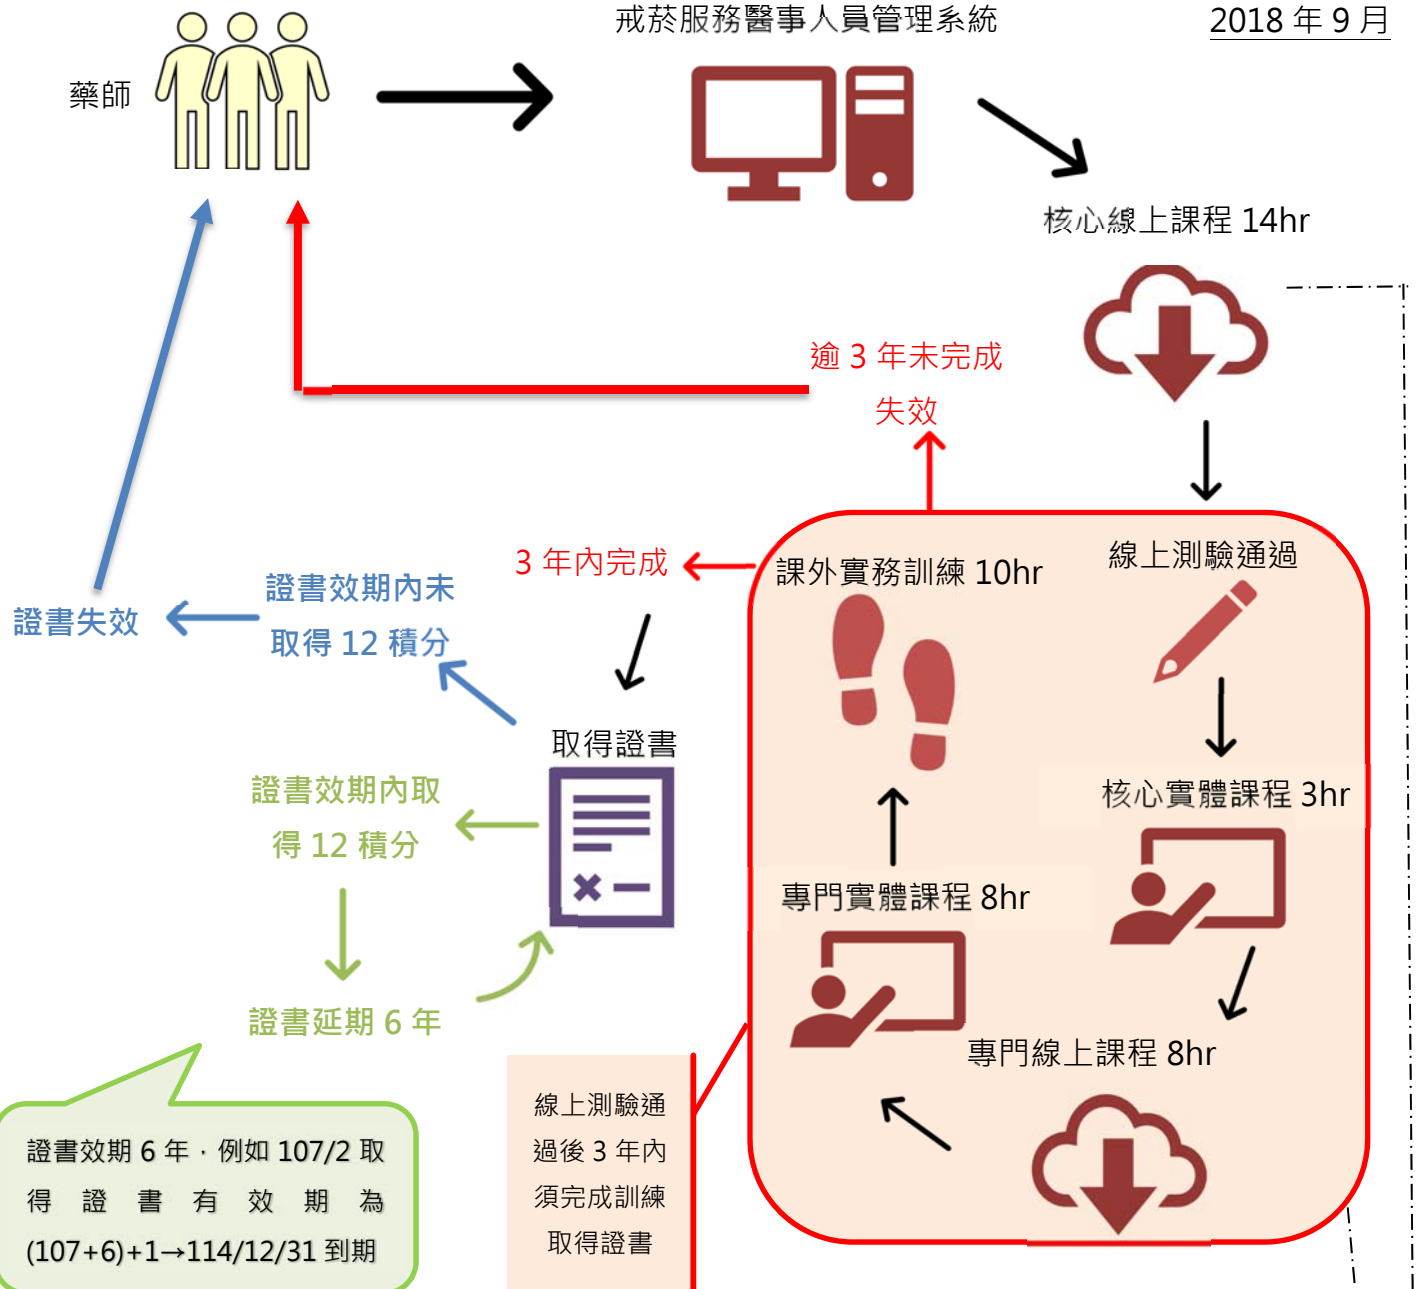 戒菸服務醫事人員管理系統
2018 年 9 月
藥師
核心線上課程 14hr
逾 3 年未完成
失效
3 年內完成
課外實務訓練 10hr
線上測驗通過
證書效期內未
取得 12 積分
證書失效
取得證書
證書效期內取
得 12 積分
核心實體課程 3hr
專門實體課程 8hr
證書延期 6 年
專門線上課程 8hr
線上測驗通
過後 3 年內
須完成訓練
取得證書
證書效期 6 年，例如 107/2 取
得證書有效期為
(107+6)+1→114/12/31 到期